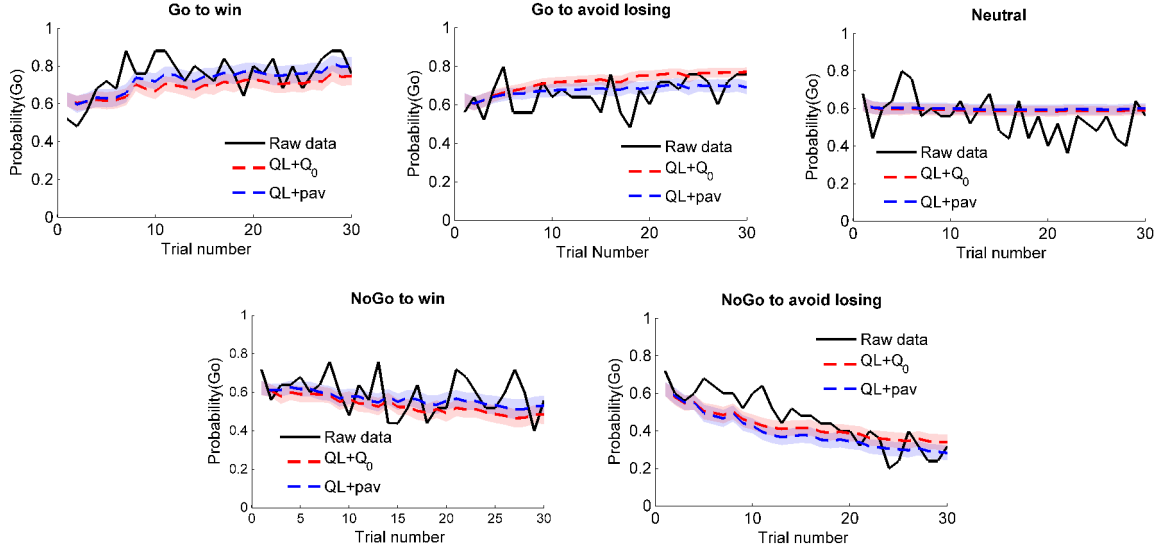 Go to win
1
0.8
0.6
0.4
0.2
0
Probability(Go)
Raw data
QL+Q0
QL+pav
0 10 20 30
Trial number
Go to avoid losing
1
0.8
0.6
0.4
0.2
0
Probability(Go)
Raw data
QL+Q0
QL+pav
0 10 20 30
Trial Number
Neutral
1
0.8
0.6
0.4
0.2
0
Probability(Go)
Raw data
QL+Q0
QL+pav
0 10 20 30
Trial number
NoGo to win
1
0.8
0.6
0.4
0.2
0
Probability(Go)
Raw data
QL+Q0
QL+pav
0 5 10 15 20 25 30
Trial number
NoGo to avoid losing
1
0.8
0.6
0.4
0.2
0
Probability(Go)
Raw data
QL+Q0
QL+pav
0 10 20 30
Trial number